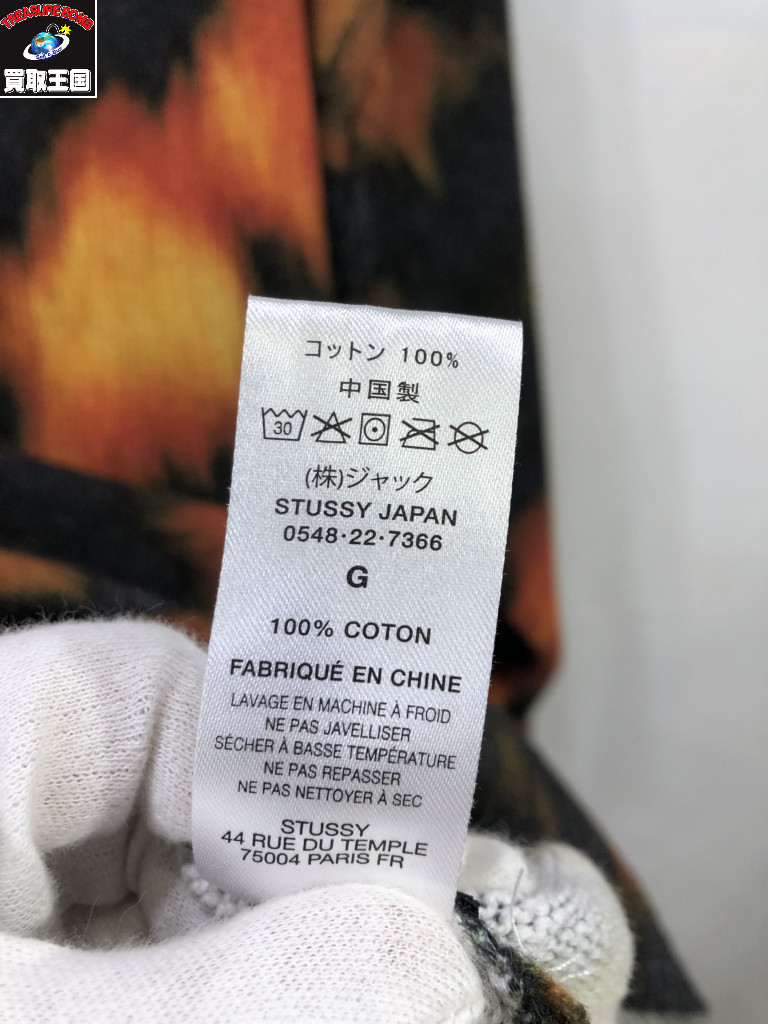 TREASURE BOMB
買取王国
コットン 100%
中国製
30
(株)ジャック
STUSSY JAPAN
0548·22·7366
G
100% COTON
FABRIQUÉ EN CHINE
LAVAGE EN MACHINE À FROID
NE PAS JAVELLISER
SÉCHER À BASSE TEMPÉRATURE
NE PAS REPASSER
NE PAS NETTOYER À SEC
STUSSY
44 RUE DU TEMPLE
75004 PARIS FR